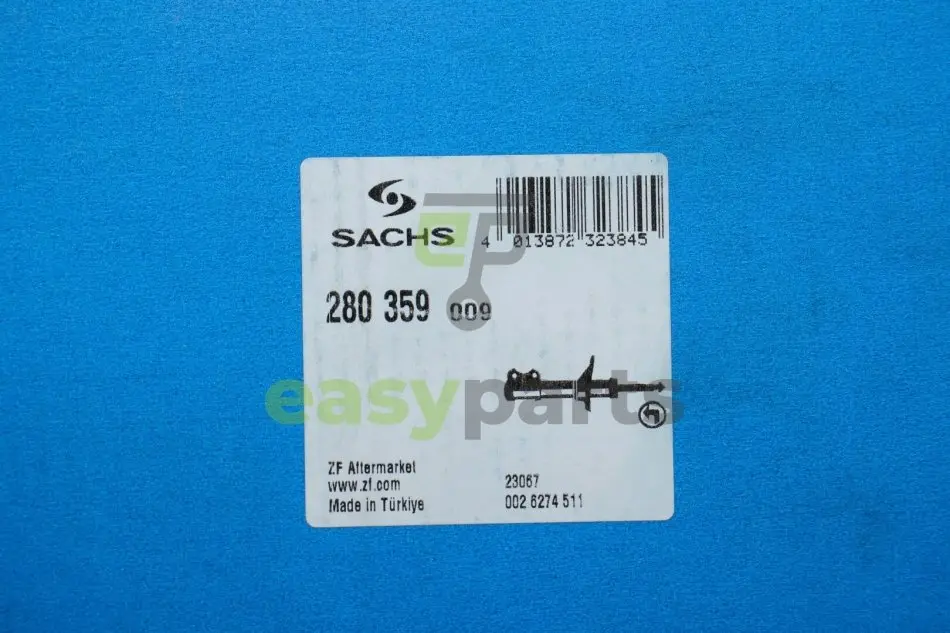 SACHS
4 013872 323845
280 359 009
easyparts
ZF Aftermarket
www.zf.com
Made in Türkiye
23067
002 6274 511